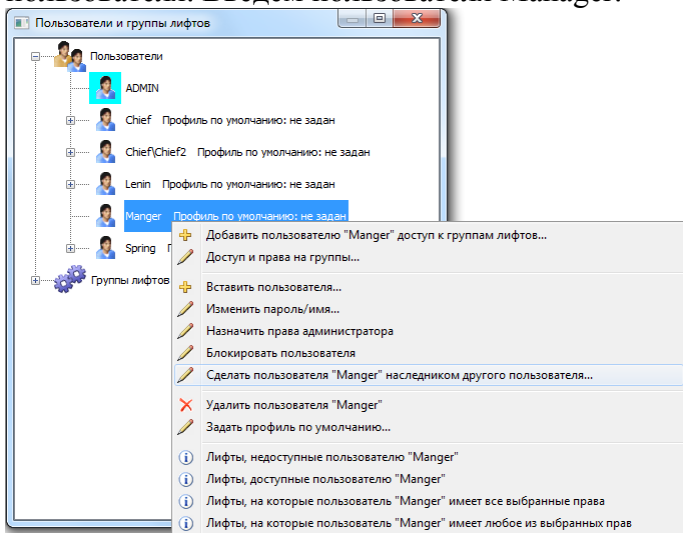 пользователи. Введем пользователя Manager.
Пользователи и группы лифтов
Пользователи
ADMIN
Chief Профиль по умолчанию: не задан
Chief\Chief2 Профиль по умолчанию: не задан
Lenin Профиль по умолчанию: не задан
Manger Профиль по умолчанию: не задан
Spring
Группы лифтов
Добавить пользователю "Manger" доступ к группам лифтов...
Доступ и права на группы...
Вставить пользователя...
Изменить пароль/имя...
Назначить права администратора
Блокировать пользователя
Сделать пользователя "Manger" наследником другого пользователя...
Удалить пользователя "Manger"
Задать профиль по умолчанию...
Лифты, недоступные пользователю "Manger"
Лифты, доступные пользователю "Manger"
Лифты, на которые пользователь "Manger" имеет все выбранные права
Лифты, на которые пользователь "Manger" имеет любое из выбранных прав